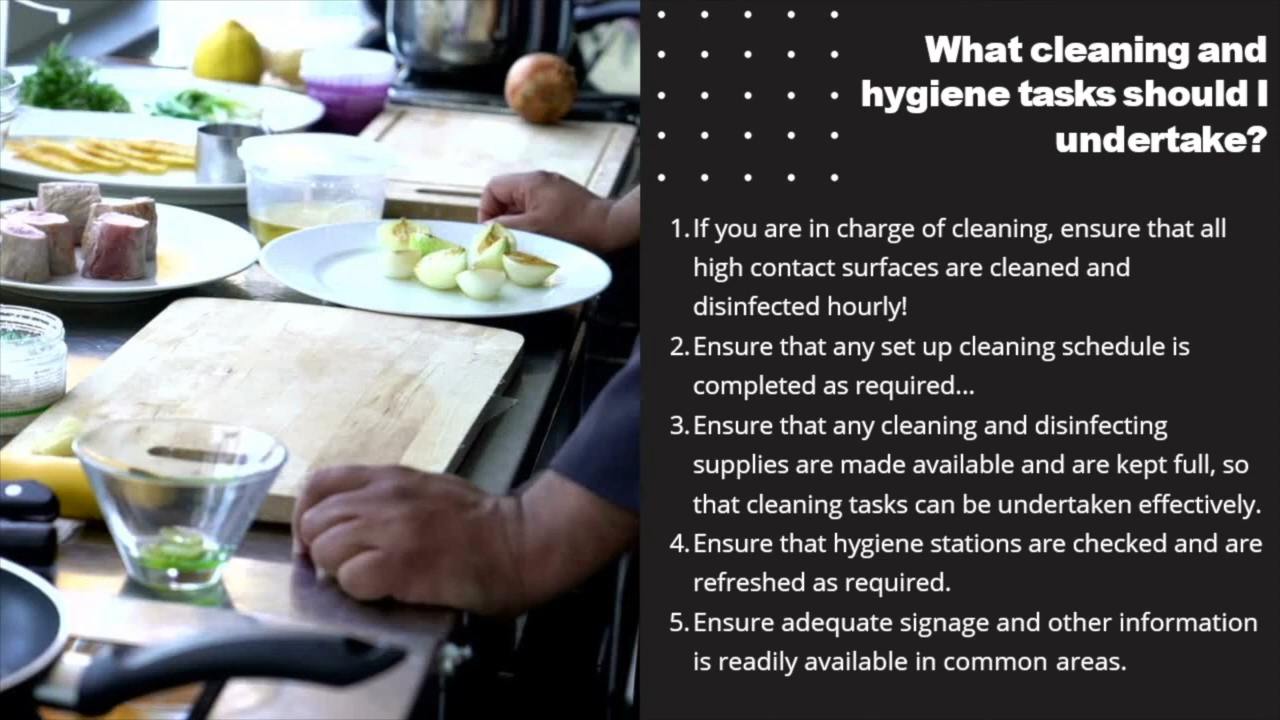 What cleaning and
hygiene tasks should I
undertake?
1. If you are in charge of cleaning, ensure that all
high contact surfaces are cleaned and
disinfected hourly!
2. Ensure that any set up cleaning schedule is
completed as required...
3. Ensure that any cleaning and disinfecting
supplies are made available and are kept full, so
that cleaning tasks can be undertaken effectively.
4. Ensure that hygiene stations are checked and are
refreshed as required.
5. Ensure adequate signage and other information
is readily available in common areas.